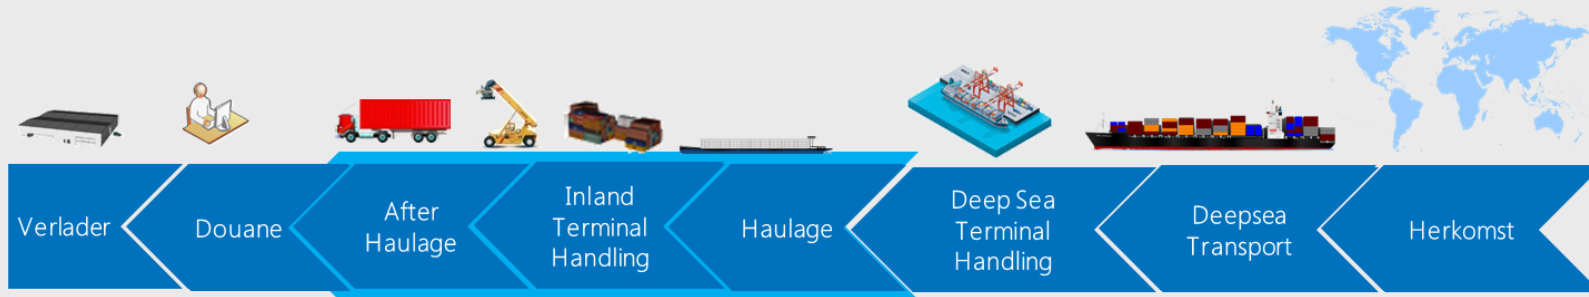 Verlader
Douane
After
Haulage
Inland
Terminal
Handling
Haulage
Deep Sea
Terminal
Handling
Deepsea
Transport
Herkomst